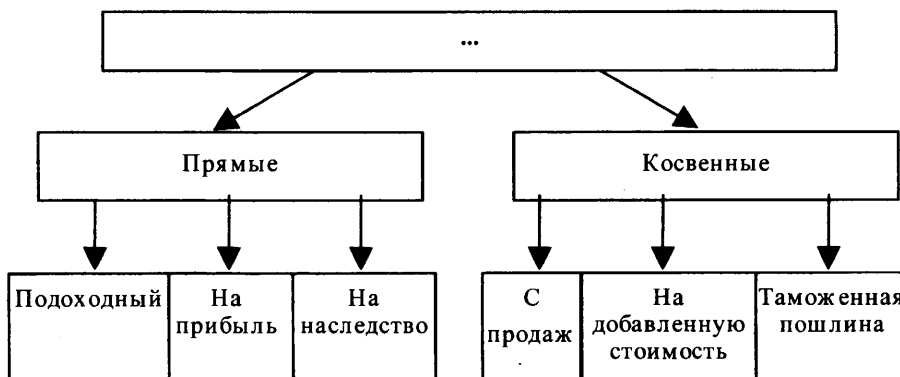 ...
Прямые
Косвенные
Подоходный
На
прибыль
На
наследство
С
продаж
На
добавленную
стоимость
Таможенная
пошлина